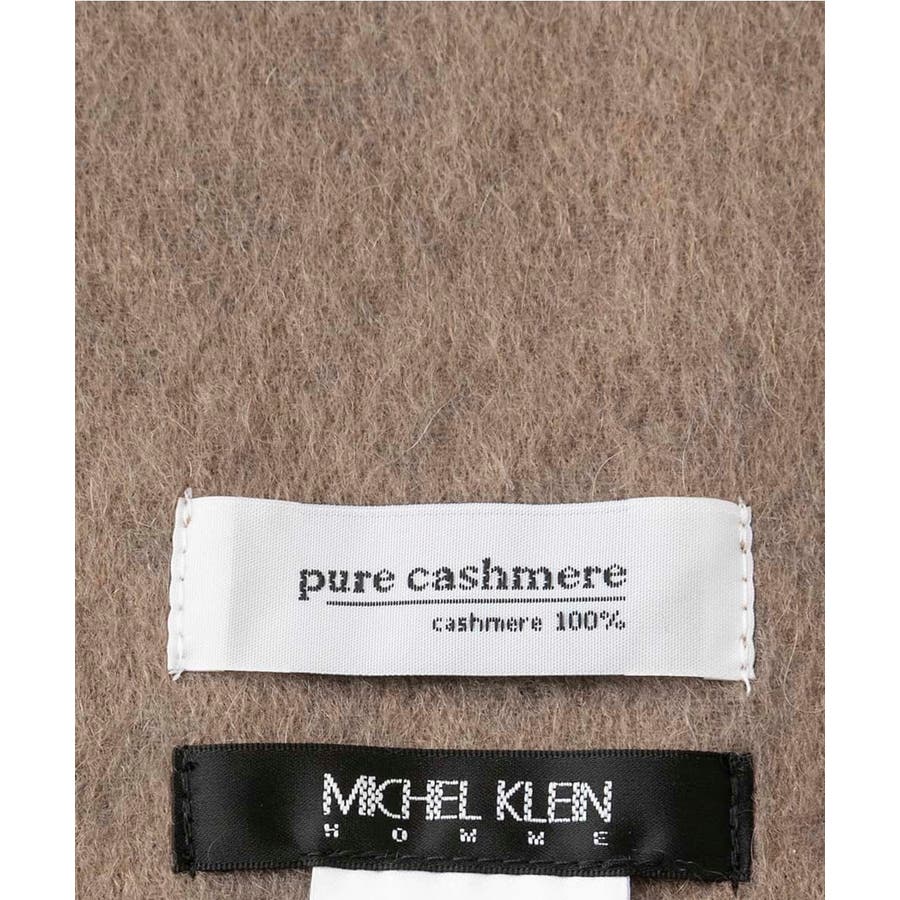 pure cashmere
cashmere 100%
MICHEL KLEIN
HOMME